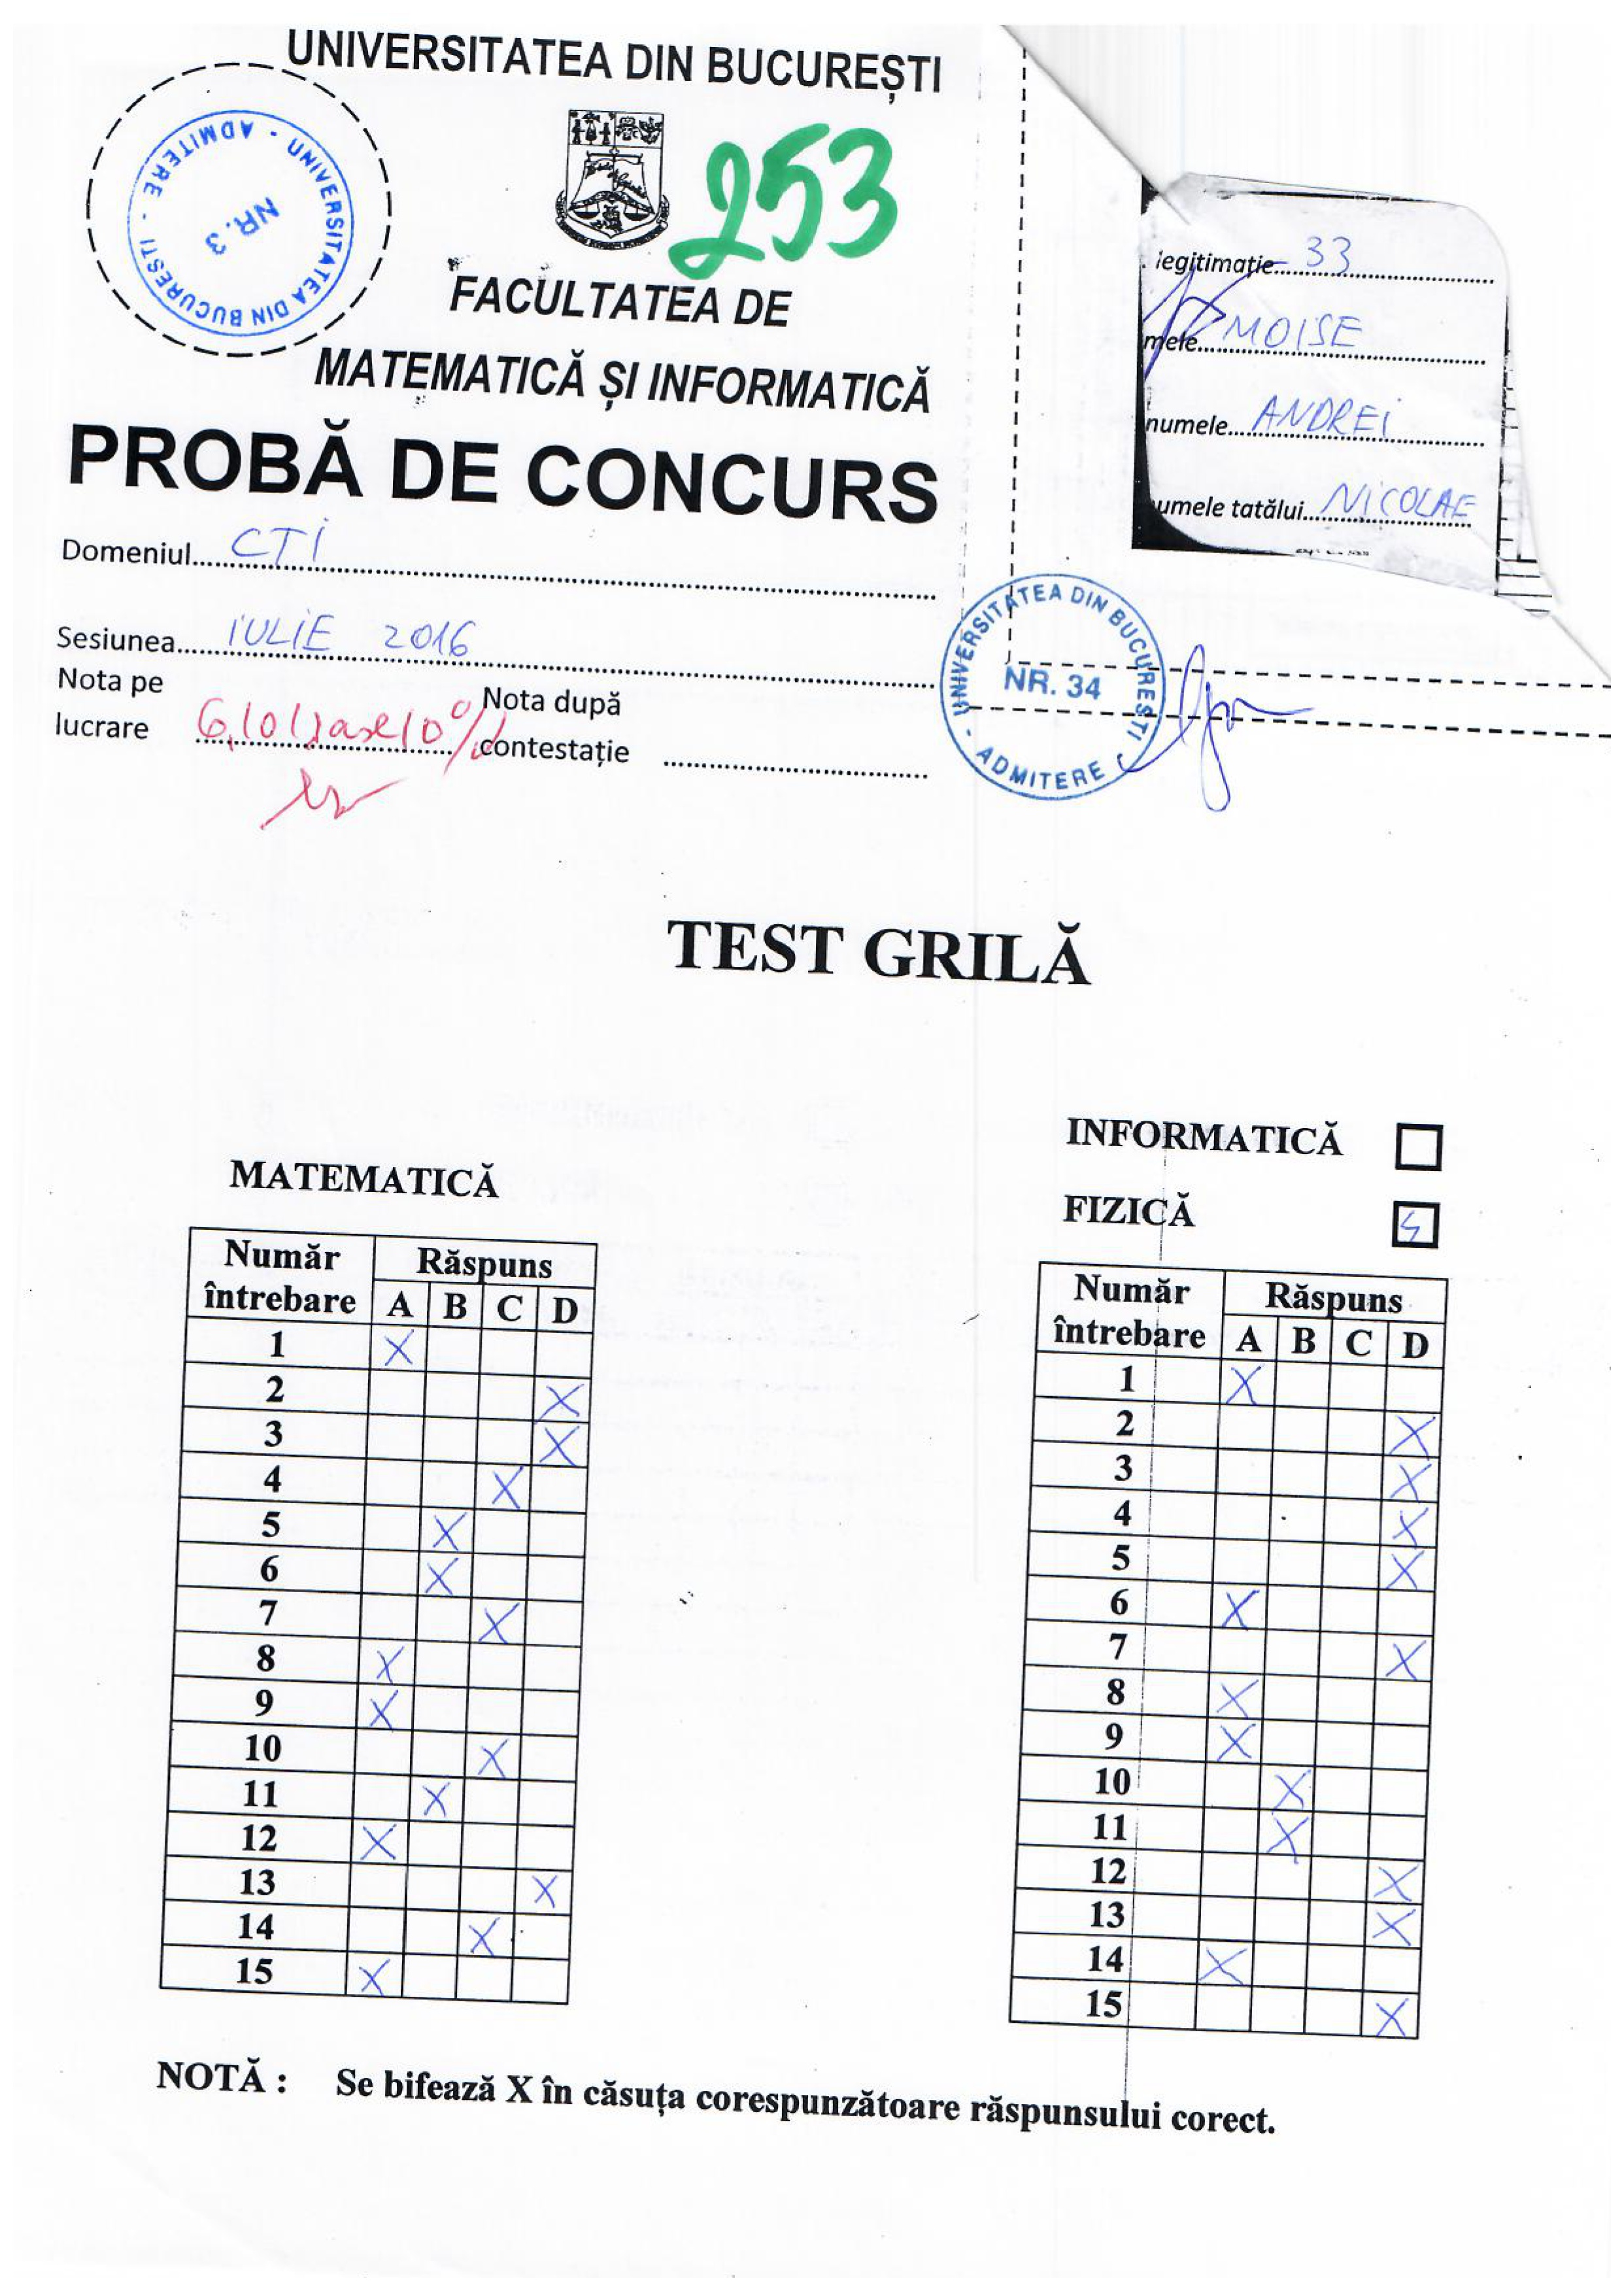 UNIVERSITATEA DIN BUCUREȘTI
UNIVERSITATEA DIN BUCUREȘTI - ADMITERE -
NR. 3
253
FACULTATEA DE
MATEMATICĂ ȘI INFORMATICĂ
PROBĂ DE CONCURS
Domeniul CTI
Sesiunea IULIE 2016
Nota pe
lucrare 6,10 (șase 10%)
Nota după
contestație
legitimație 33
mele MOISE
numele ANDREI
umele tatălui NICOLAE
UNIVERSITATEA DIN BUCUREȘTI - ADMITERE
NR. 34
TEST GRILĂ
MATEMATICĂ
Număr întrebare Răspuns
A B C D
1 X
2 X
3 X
4 X
5 X
6 X
7 X
8 X
9 X
10 X
11 X
12 X
13 X
14 X
15 X
INFORMATICĂ
FIZICĂ
Număr întrebare Răspuns
A B C D
1 X
2 X
3 X
4 X
5 X
6 X
7 X
8 X
9 X
10 X
11 X
12 X
13 X
14 X
15 X
NOTĂ : Se bifează X în căsuța corespunzătoare răspunsului corect.